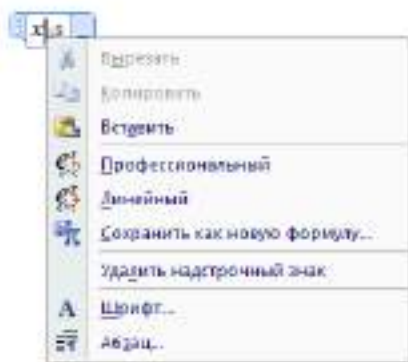 Вырезать
Копировать
Вставить
Профессиональный
Линейный
Сохранить как новую формулу...
Удалить надстрочный знак
Шрифт...
Абзац...